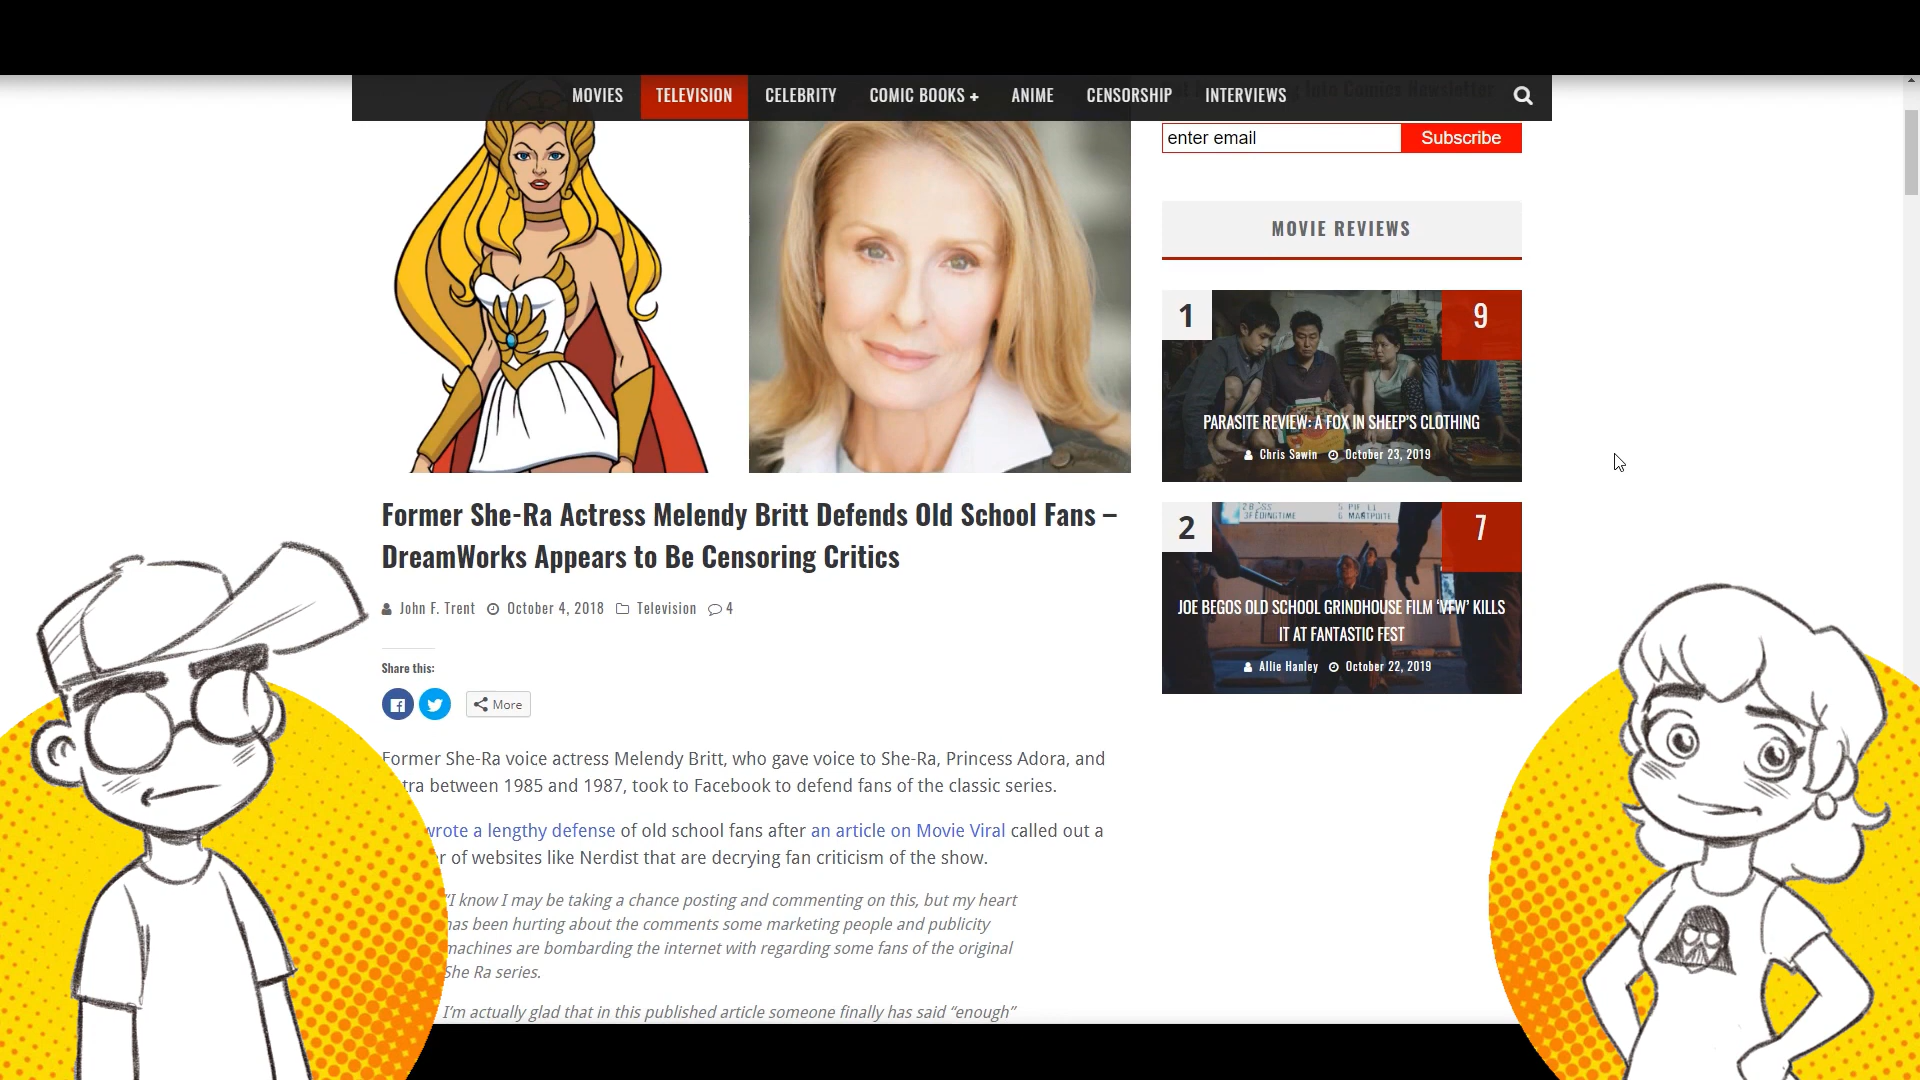 MOVIES TELEVISION CELEBRITY COMIC BOOKS + ANIME CENSORSHIP INTERVIEWS
enter email Subscribe
MOVIE REVIEWS
1 9
PARASITE REVIEW: A FOX IN SHEEP'S CLOTHING
Chris Sawin October 23, 2019
2 7
JOE BEGOS OLD SCHOOL GRINDHOUSE FILM 'VFW' KILLS
IT AT FANTASTIC FEST
Allie Hanley October 22, 2019
Former She-Ra Actress Melendy Britt Defends Old School Fans –
DreamWorks Appears to Be Censoring Critics
John F. Trent October 4, 2018 Television 4
Share this:
More
Former She-Ra voice actress Melendy Britt, who gave voice to She-Ra, Princess Adora, and
tra between 1985 and 1987, took to Facebook to defend fans of the classic series.
wrote a lengthy defense of old school fans after an article on Movie Viral called out a
r of websites like Nerdist that are decrying fan criticism of the show.
"I know I may be taking a chance posting and commenting on this, but my heart
has been hurting about the comments some marketing people and publicity
machines are bombarding the internet with regarding some fans of the original
She Ra series.
I'm actually glad that in this published article someone finally has said "enough"